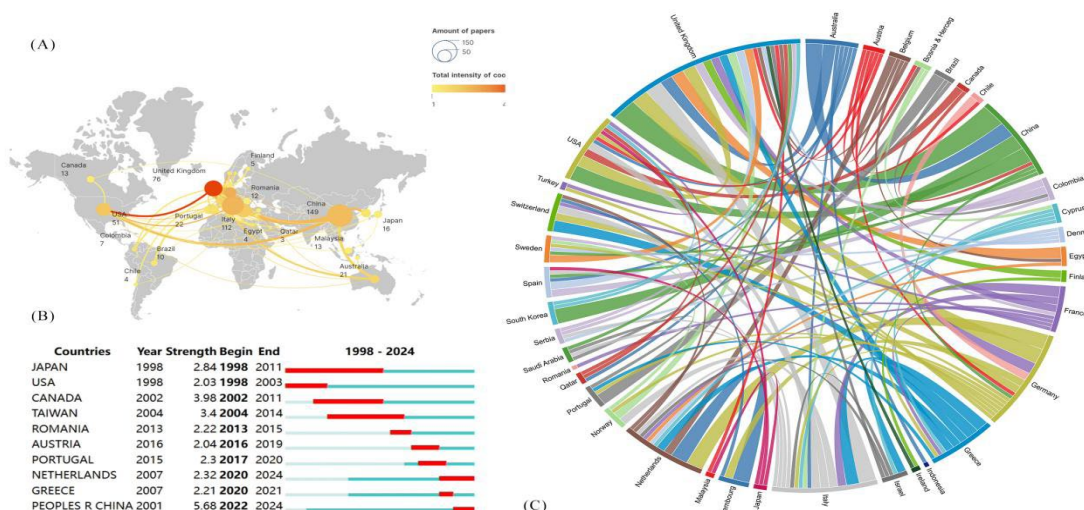 (A)
Amount of papers
150
50
Total intensity of coo
1
Canada
13
United Kingdom
76
Finland
5
Romania
12
USA
51
Portugal
22
Italy
112
China
149
Japan
16
Colombia
7
Egypt
4
Qatar
3
Malaysia
13
Brazil
10
Chile
4
Australia
21
(B)
Countries Year Strength Begin End 1998 - 2024
JAPAN 1998 2.84 1998 2011
USA 1998 2.03 1998 2003
CANADA 2002 3.98 2002 2011
TAIWAN 2004 3.4 2004 2014
ROMANIA 2013 2.22 2013 2015
AUSTRIA 2016 2.04 2016 2019
PORTUGAL 2015 2.3 2017 2020
NETHERLANDS 2007 2.32 2020 2024
GREECE 2007 2.21 2020 2021
PEOPLES R CHINA 2001 5.68 2022 2024
(C)
United Kingdom
Australia
Austria
Belgium
Bosnia & Herceg
Brazil
Canada
Chile
China
Colombia
Cyprus
Denn
Egypt
Finla
France
Germany
Greece
Indonesia
Ireland
Israel
Italy
Japan
bourg
Malaysia
Netherlands
Norway
Portugal
Qatar
Romania
Saudi Arabia
Serbia
South Korea
Spain
Sweden
Switzerland
Turkey
USA